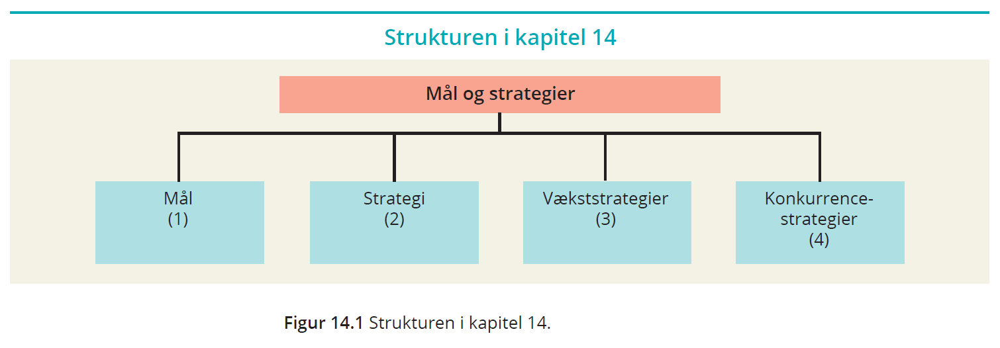 Strukturen i kapitel 14
Mål og strategier
Mål
(1)
Strategi
(2)
Vækststrategier
(3)
Konkurrence-
strategier
(4)
Figur 14.1 Strukturen i kapitel 14.